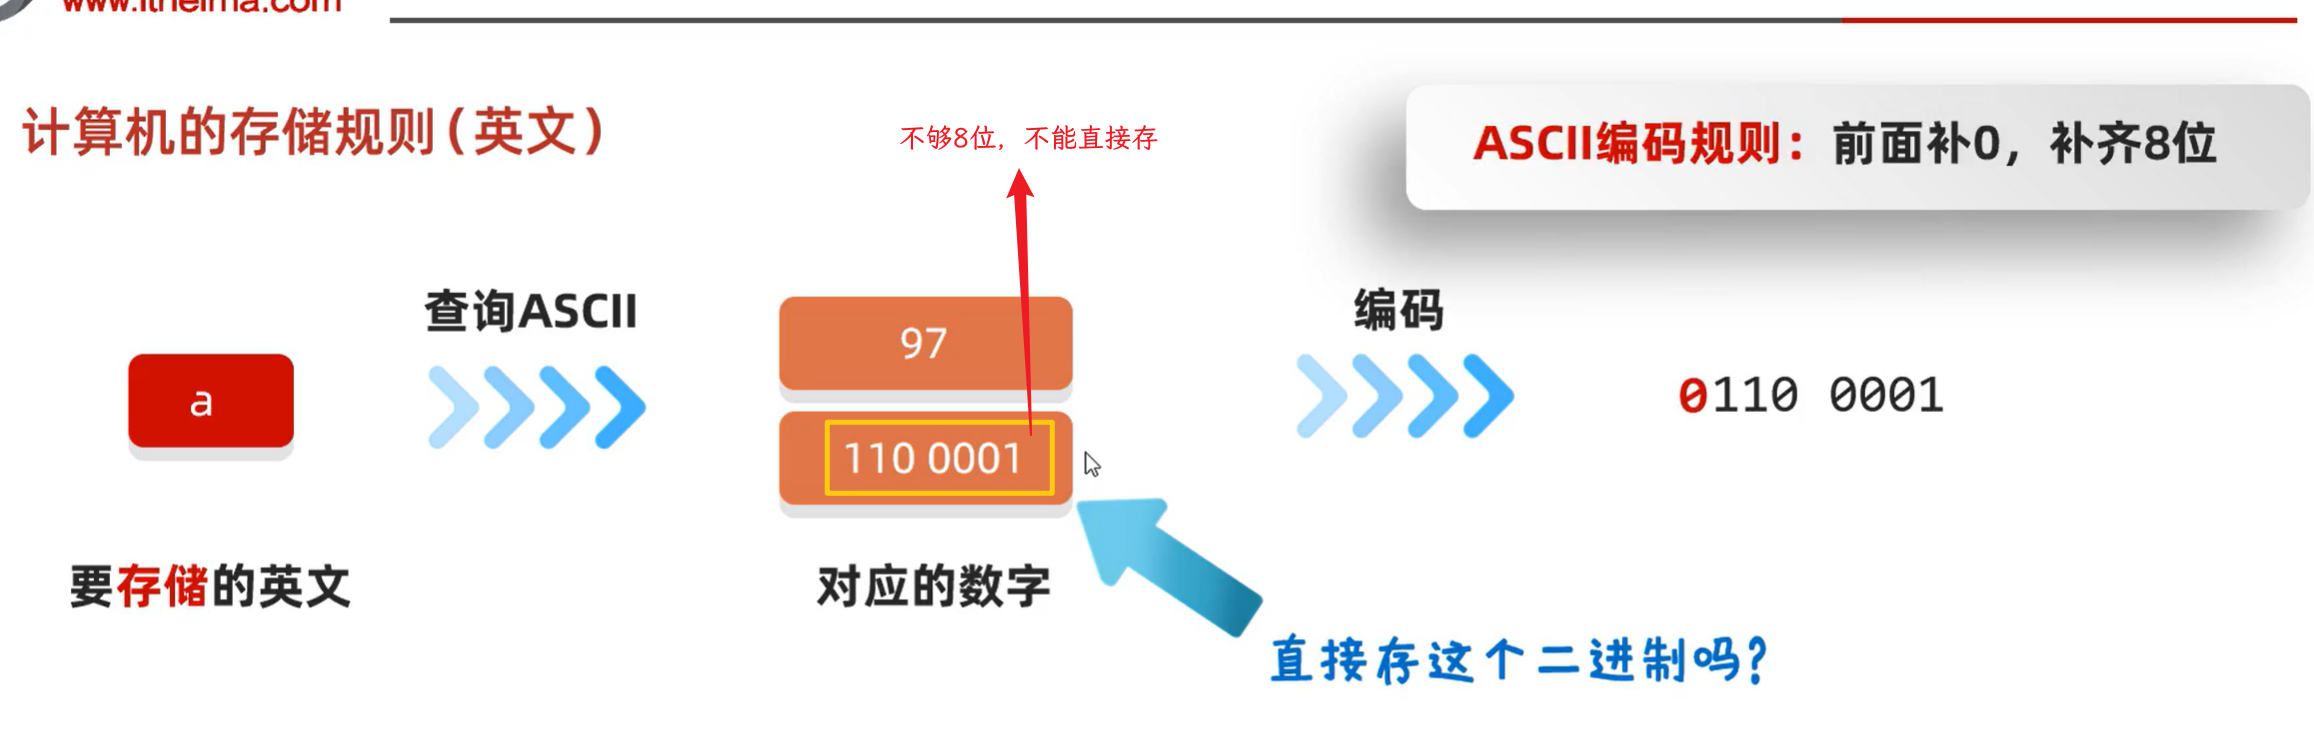 www.itheima.com
计算机的存储规则(英文)
不够8位，不能直接存
ASCII编码规则：前面补0，补齐8位
查询ASCII
编码
a
97
110 0001
0110 0001
要存储的英文
对应的数字
直接存这个二进制吗?